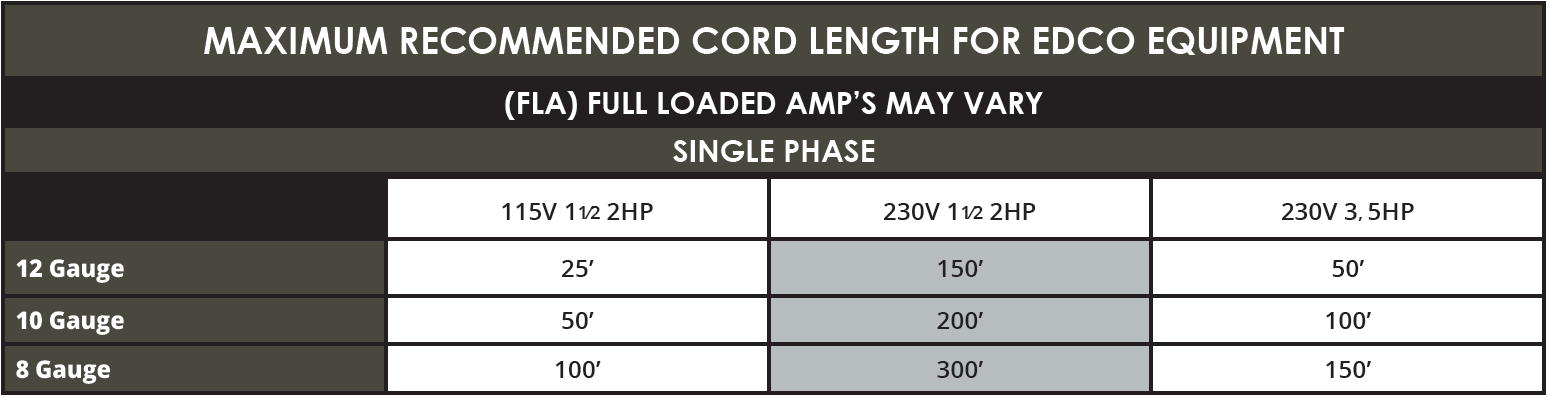 MAXIMUM RECOMMENDED CORD LENGTH FOR EDCO EQUIPMENT
(FLA) FULL LOADED AMP’S MAY VARY
SINGLE PHASE
115V 1½ 2HP 230V 1½ 2HP 230V 3, 5HP
12 Gauge 25’ 150’ 50’
10 Gauge 50’ 200’ 100’
8 Gauge 100’ 300’ 150’